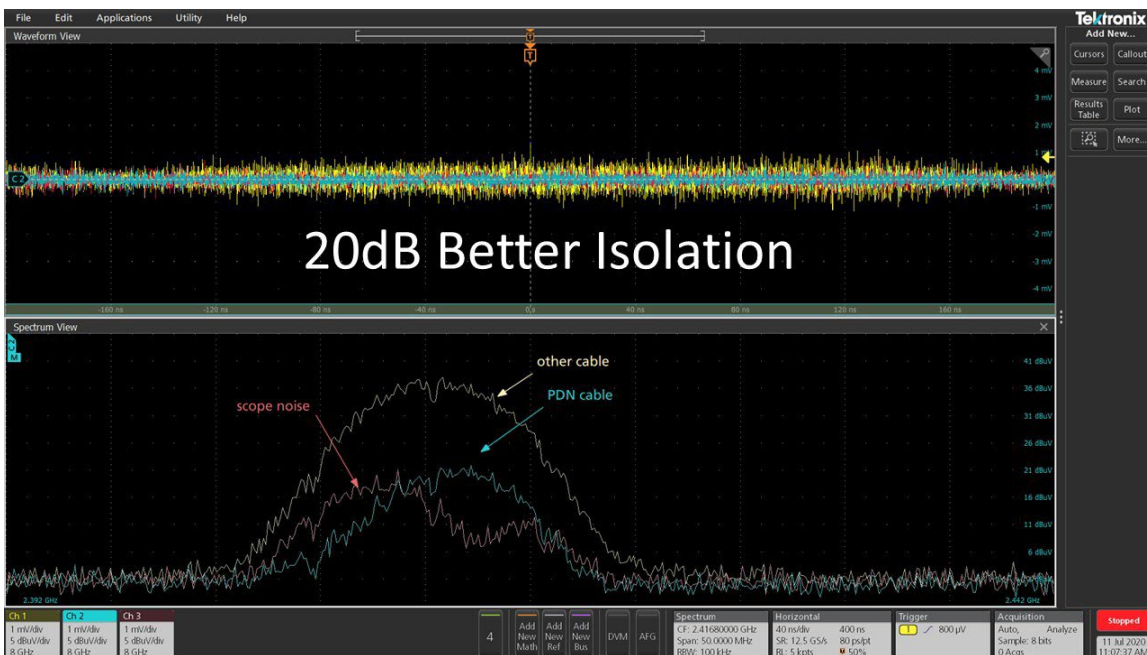 File Edit Applications Utility Help
Tektronix
Add New...
Waveform View
Cursors Callout
Measure Search
Results Table Plot
More...
T
T
4 mV
3 mV
2 mV
1 mV
C2
-1 mV
-2 mV
-3 mV
-4 mV
20dB Better Isolation
-160 ns -120 ns -80 ns -40 ns 0 s 40 ns 80 ns 120 ns 160 ns
Spectrum View
M
41 dBuV
36 dBuV
31 dBuV
26 dBuV
21 dBuV
16 dBuV
11 dBuV
6 dBuV
other cable
PDN cable
scope noise
2.392 GHz 2.442 GHz
Ch 1
1 mV/div
5 dBuV/div
8 GHz
Ch 2
1 mV/div
5 dBuV/div
8 GHz
Ch 3
1 mV/div
5 dBuV/div
8 GHz
4
Add New Math
Add New Ref
Add New Bus
DVM
AFG
Spectrum
CF: 2.41680000 GHz
Span: 50.0000 MHz
RBW: 100 kHz
Horizontal
40 ns/div 400 ns
SR: 12.5 GS/s 80 ps/pt
RL: 5 kpts 50%
Trigger
1 800 µV
Acquisition
Auto, Analyze
Sample: 8 bits
0 Acqs
Stopped
11 Jul 2020
11:07:37 AM